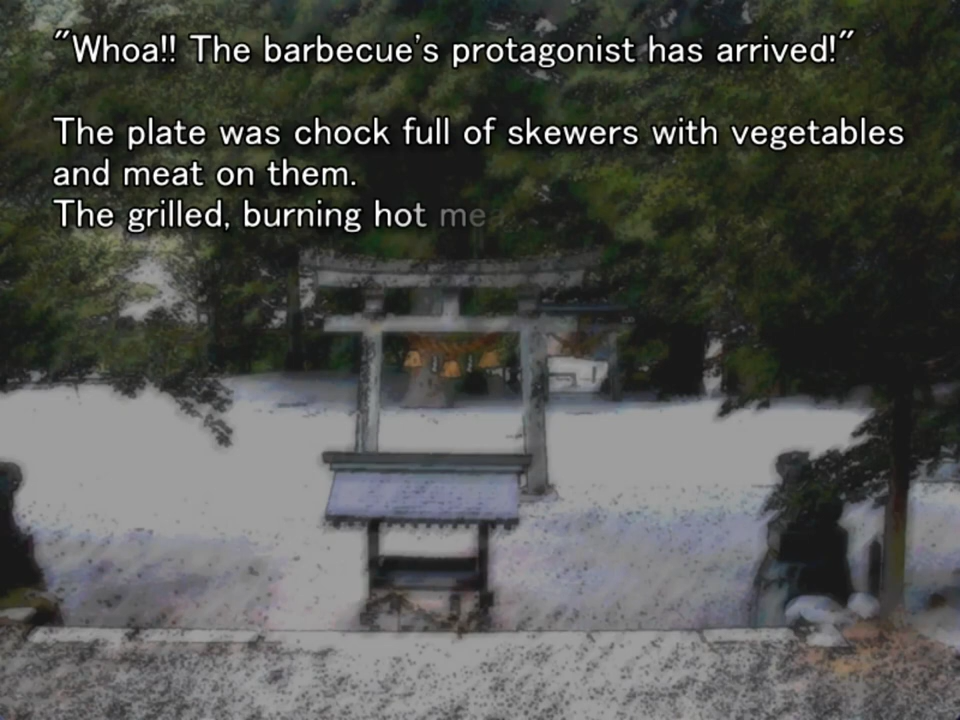 "Whoa!! The barbecue's protagonist has arrived!"
The plate was chock full of skewers with vegetables
and meat on them.
The grilled, burning hot mea